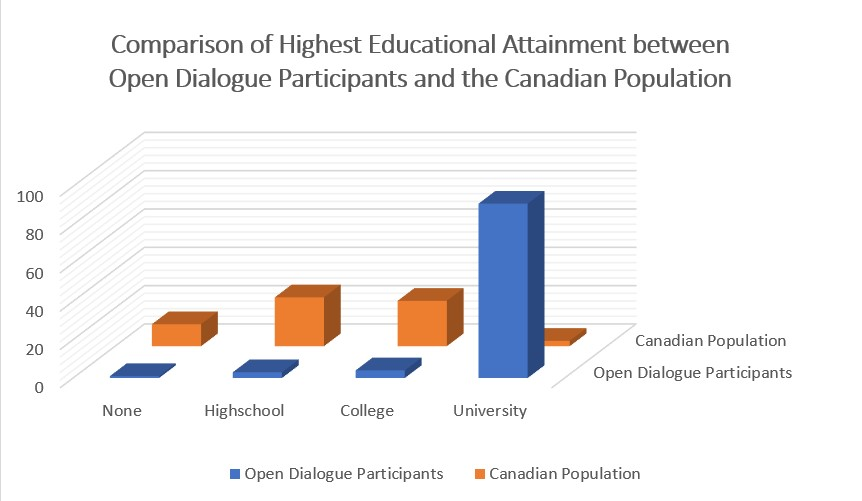 Comparison of Highest Educational Attainment between
Open Dialogue Participants and the Canadian Population
100
80
60
40
20
0
Canadian Population
Open Dialogue Participants
None
Highschool
College
University
Open Dialogue Participants
Canadian Population